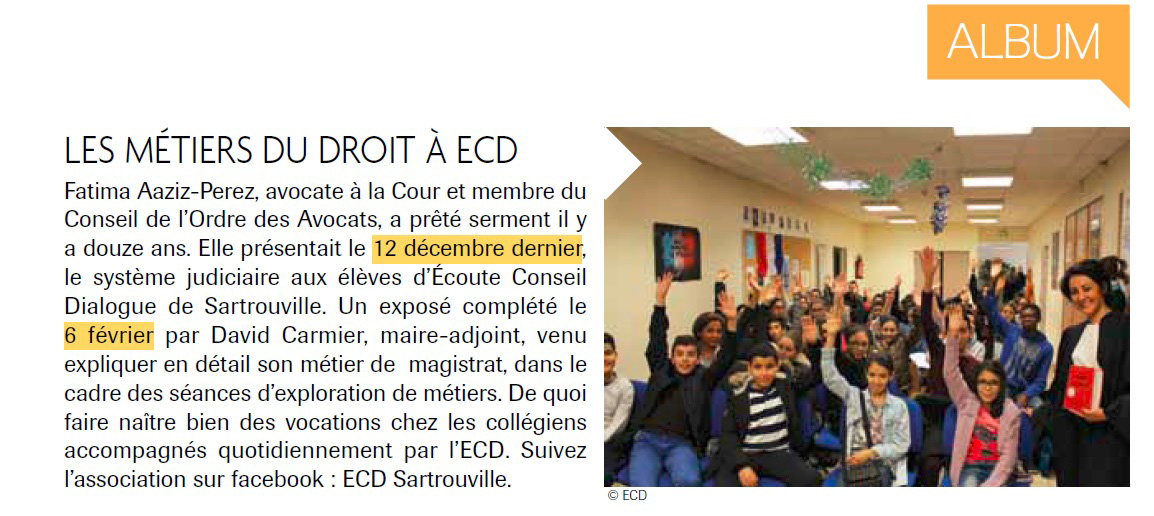 ALBUM
LES MÉTIERS DU DROIT À ECD
Fatima Aaziz-Perez, avocate à la Cour et membre du
Conseil de l'Ordre des Avocats, a prêté serment il y
a douze ans. Elle présentait le 12 décembre dernier,
le système judiciaire aux élèves d'Écoute Conseil
Dialogue de Sartrouville. Un exposé complété le
6 février par David Carmier, maire-adjoint, venu
expliquer en détail son métier de magistrat, dans le
cadre des séances d'exploration de métiers. De quoi
faire naître bien des vocations chez les collégiens
accompagnés quotidiennement par l'ECD. Suivez
l'association sur facebook : ECD Sartrouville.
© ECD